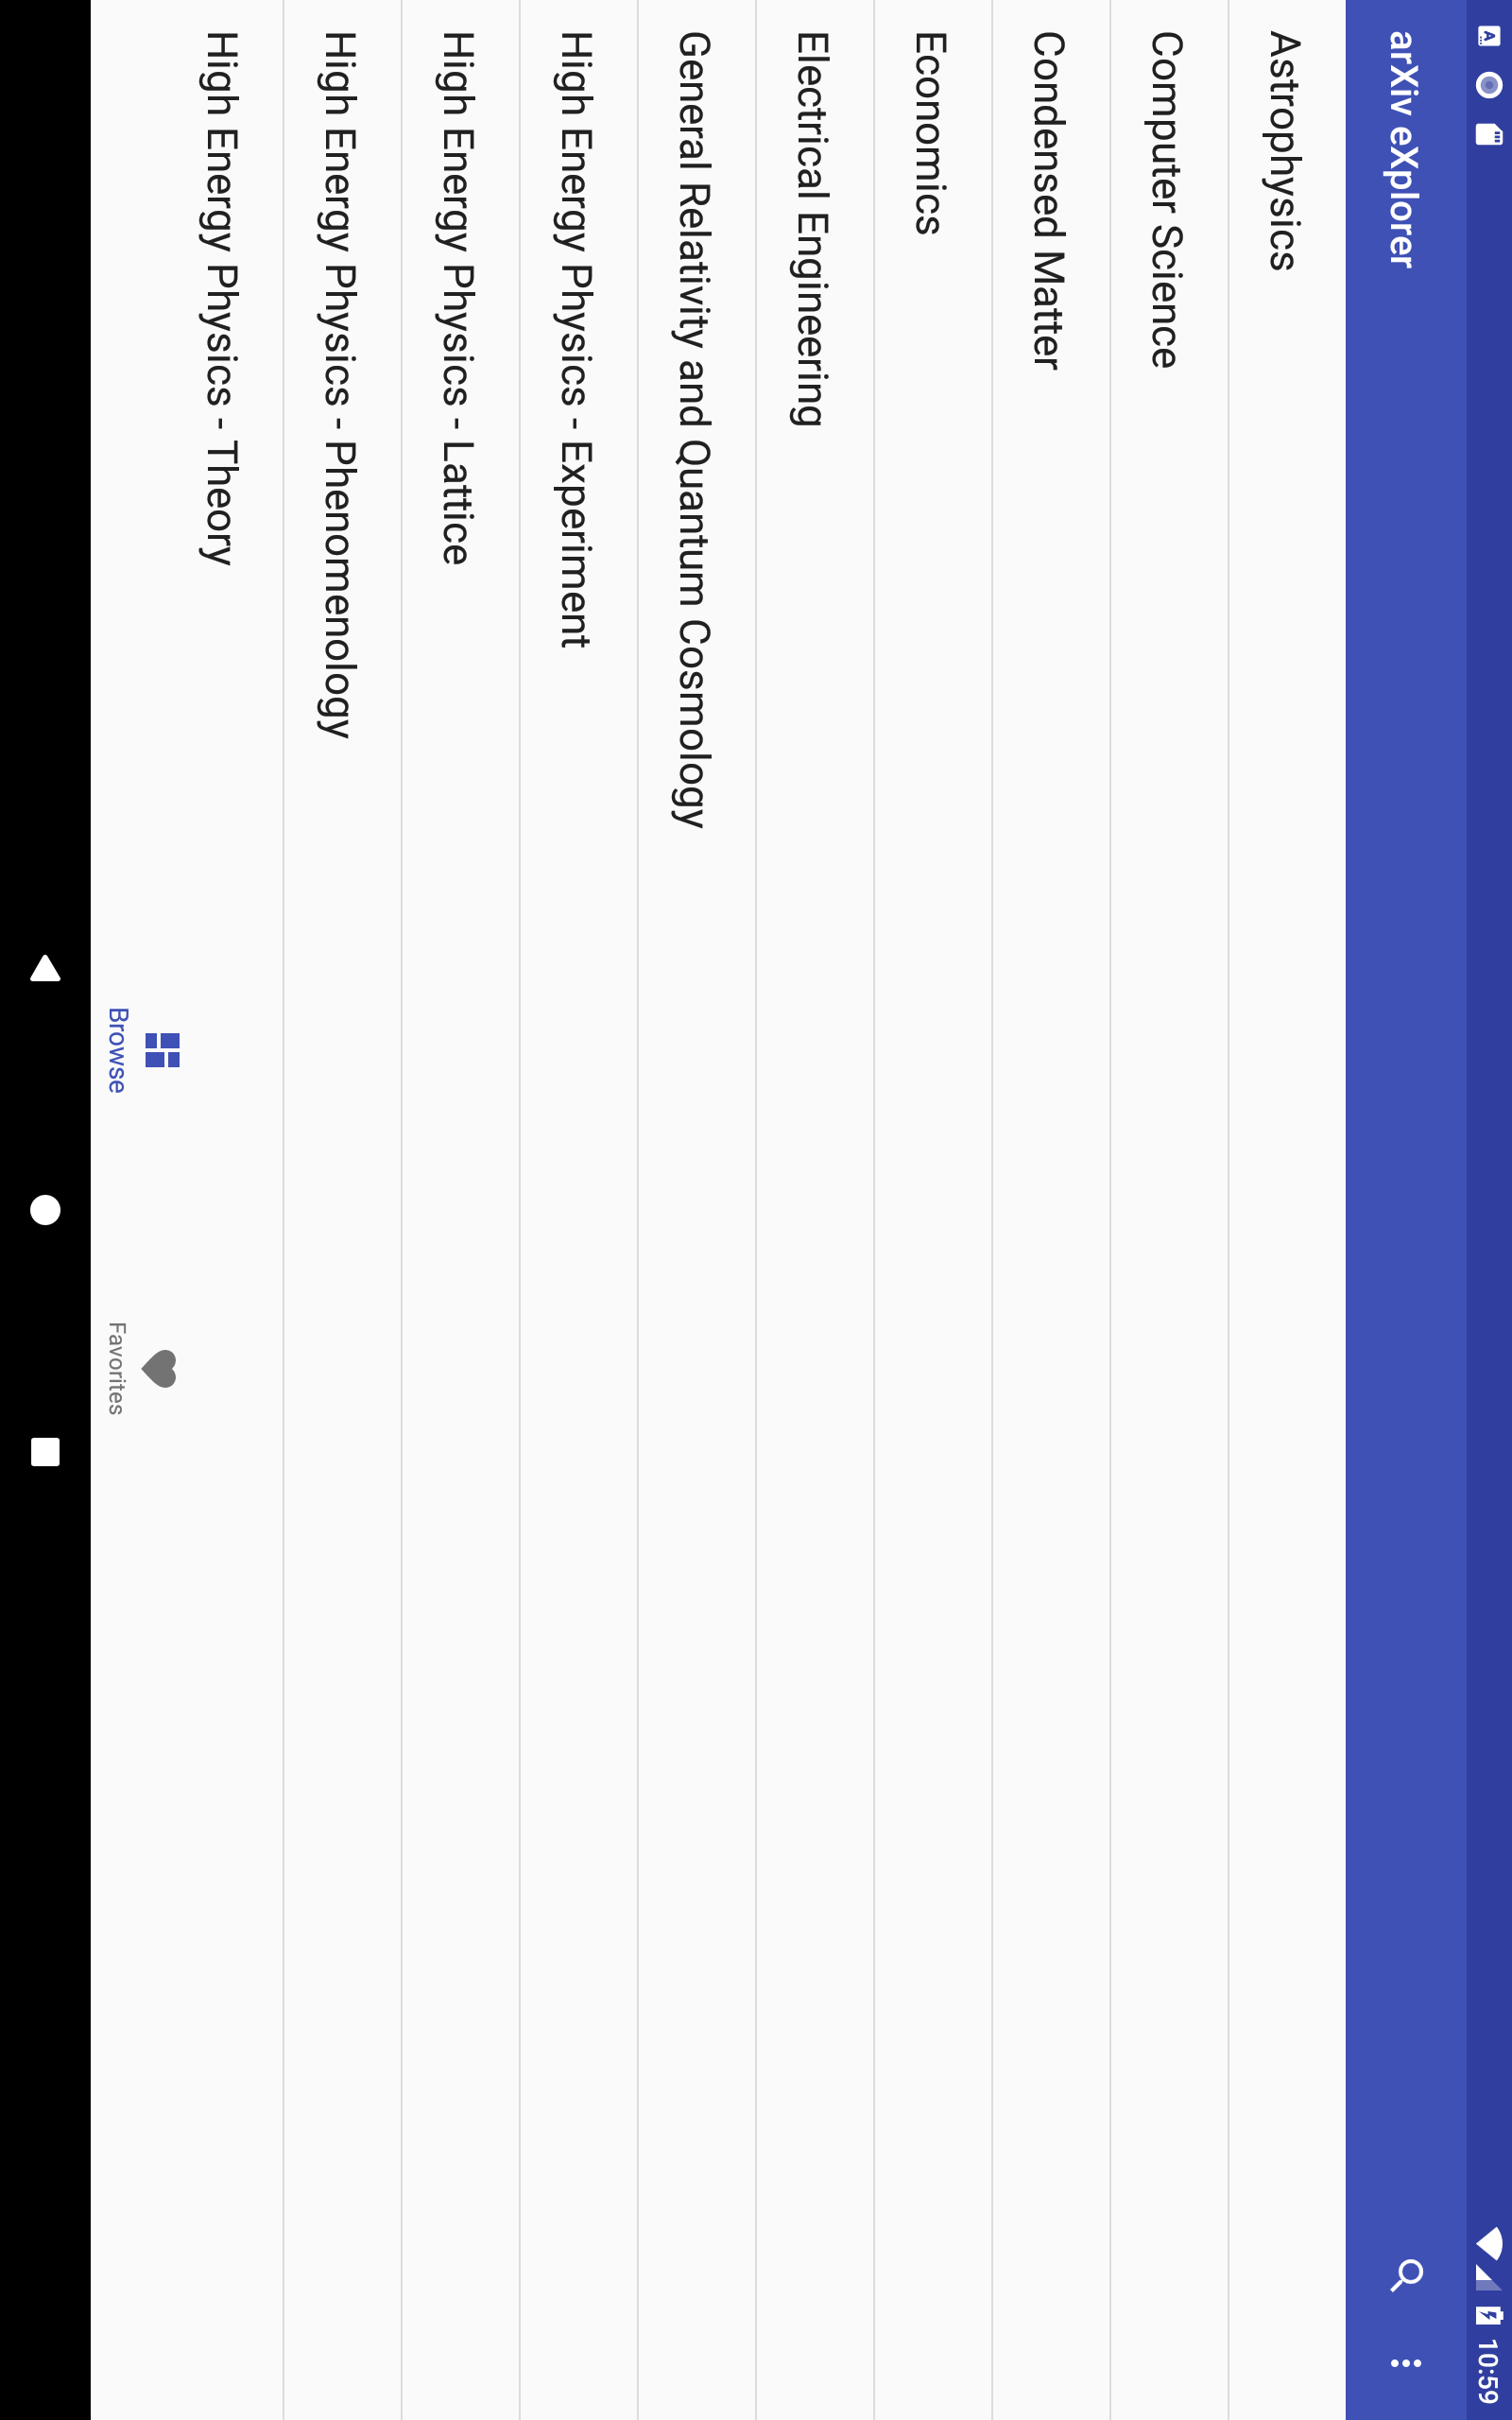 10:59
arXiv eXplorer
Astrophysics
Computer Science
Condensed Matter
Economics
Electrical Engineering
General Relativity and Quantum Cosmology
High Energy Physics - Experiment
High Energy Physics - Lattice
High Energy Physics - Phenomenology
High Energy Physics - Theory
Browse
Favorites